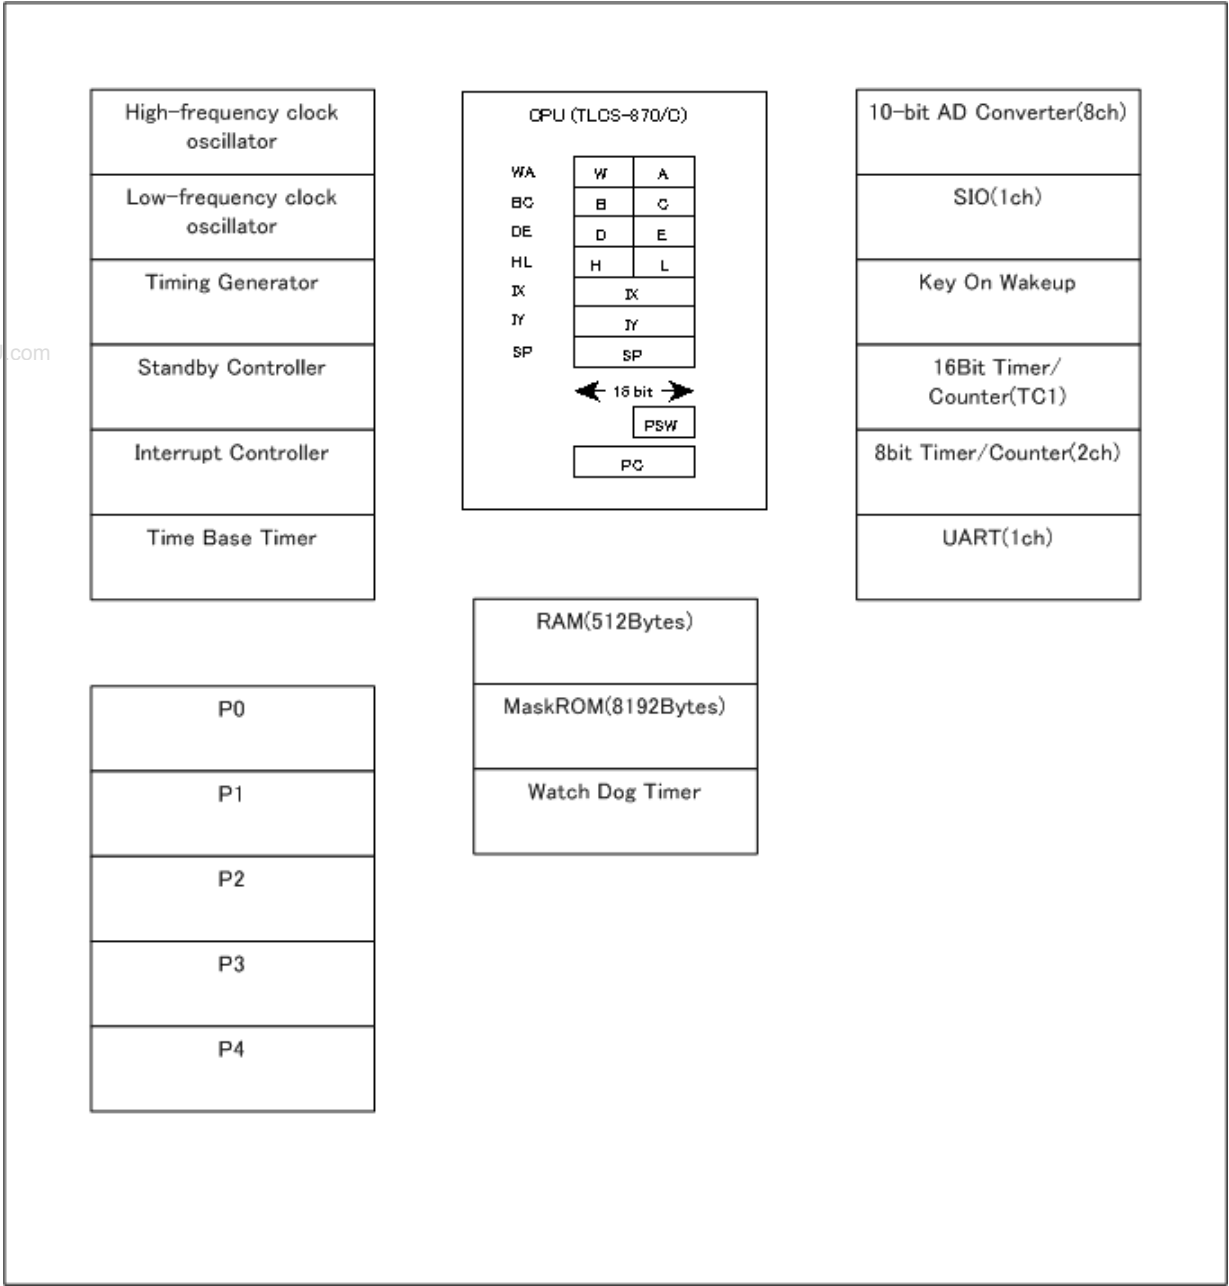 High-frequency clock
oscillator
Low-frequency clock
oscillator
Timing Generator
Standby Controller
Interrupt Controller
Time Base Timer
CPU (TLCS-870/C)
WA W A
BC B C
DE D E
HL H L
IX IX
IY IY
SP SP
16 bit
PSW
PC
10-bit AD Converter(8ch)
SIO(1ch)
Key On Wakeup
16Bit Timer/
Counter(TC1)
8bit Timer/Counter(2ch)
UART(1ch)
RAM(512Bytes)
MaskROM(8192Bytes)
Watch Dog Timer
P0
P1
P2
P3
P4
.com